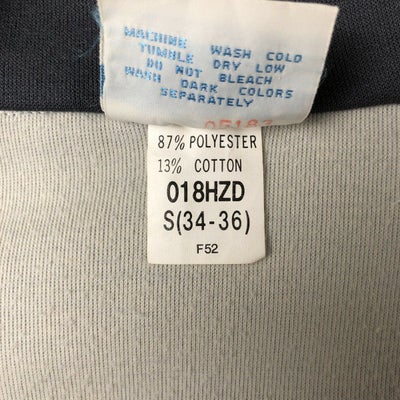 MACHINE WASH COLD
TUMBLE DRY LOW
DO NOT BLEACH
WASH DARK COLORS
SEPARATELY
87% POLYESTER
13% COTTON
018HZD
S(34-36)
F52